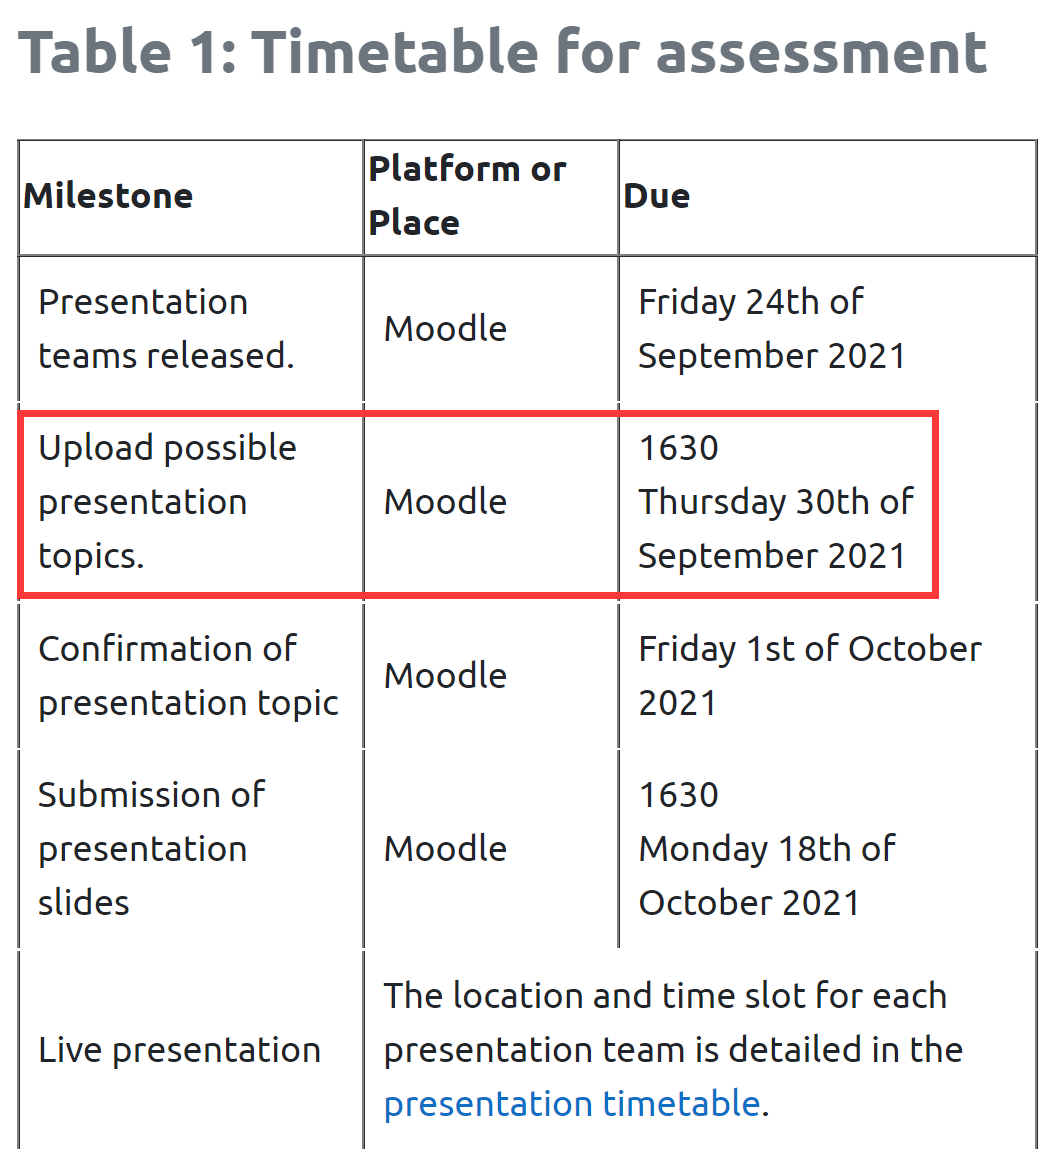 Table 1: Timetable for assessment
Milestone
Platform or
Place
Due
Presentation
teams released.
Moodle
Friday 24th of
September 2021
Upload possible
presentation
topics.
Moodle
1630
Thursday 30th of
September 2021
Confirmation of
presentation topic
Moodle
Friday 1st of October
2021
Submission of
presentation
slides
Moodle
1630
Monday 18th of
October 2021
Live presentation
The location and time slot for each
presentation team is detailed in the
presentation timetable.